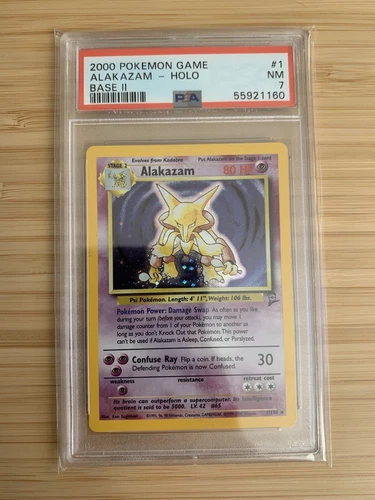 2000 POKEMON GAME #1
ALAKAZAM - HOLO NM
BASE II 7
PSA 55921160
STAGE 2
Evolves from Kadabra Put Alakazam on the Stage 1 card
Alakazam 80 HP
Psi Pokémon. Length: 4' 11", Weight: 106 lbs.
Pokémon Power: Damage Swap As often as you like
during your turn (before your attack), you may move 1
damage counter from 1 of your Pokémon to another as
long as you don't Knock Out that Pokémon. This power
can't be used if Alakazam is Asleep, Confused, or Paralyzed.
Confuse Ray Flip a coin. If heads, the 30
Defending Pokémon is now Confused.
weakness resistance retreat cost
Its brain can outperform a supercomputer. Its intelligence
quotient is said to be 5000. LV. 42 #65